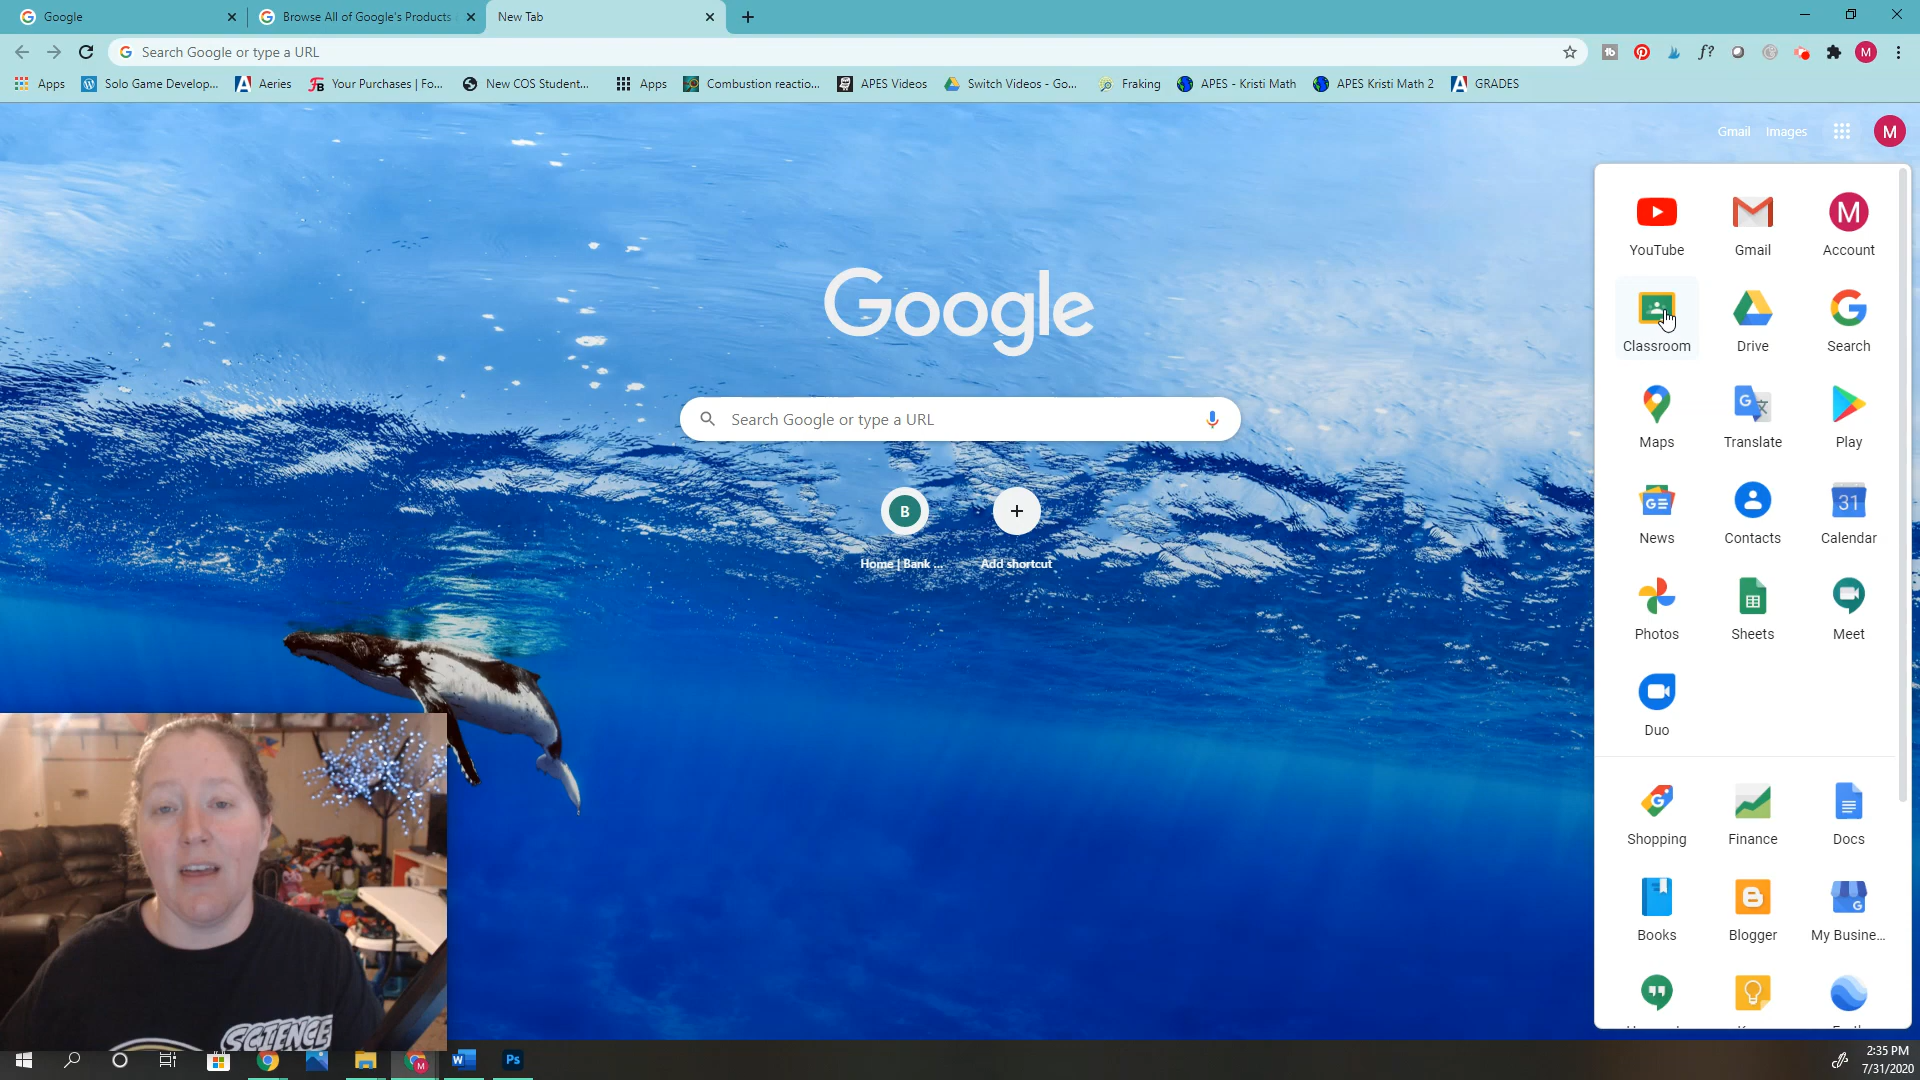 Google
Browse All of Google's Products
New Tab
Search Google or type a URL
f?
M
Apps
Solo Game Develop...
Aeries
Your Purchases | Fo...
New COS Student...
Apps
Combustion reactio...
APES Videos
Switch Videos - Go...
Fraking
APES - Kristi Math
APES Kristi Math 2
GRADES
Gmail
Images
M
Google
Search Google or type a URL
B
Home | Bank ...
Add shortcut
YouTube
Gmail
M
Account
Classroom
Drive
Search
Maps
Translate
Play
News
Contacts
31
Calendar
Photos
Sheets
Meet
Duo
Shopping
Finance
Docs
Books
Blogger
My Busine...
SCIENCE
W
Ps
2:35 PM
7/31/2020